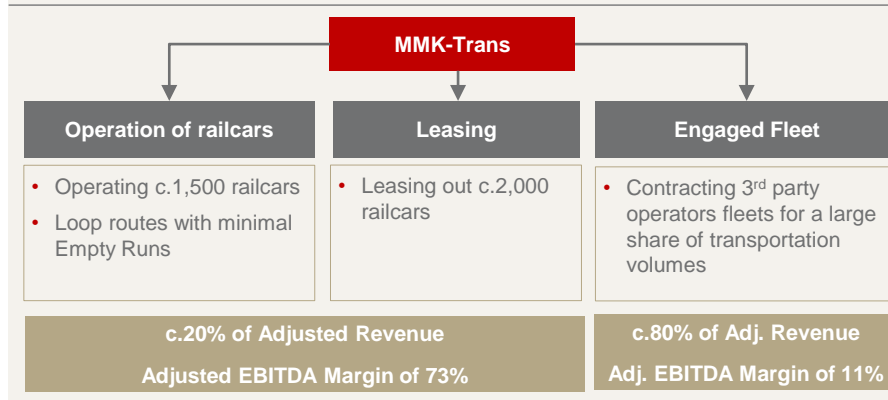 MMK-Trans
Operation of railcars
Leasing
Engaged Fleet
• Operating c.1,500 railcars
• Loop routes with minimal
Empty Runs
• Leasing out c.2,000
railcars
• Contracting 3rd party
operators fleets for a large
share of transportation
volumes
c.20% of Adjusted Revenue
Adjusted EBITDA Margin of 73%
c.80% of Adj. Revenue
Adj. EBITDA Margin of 11%